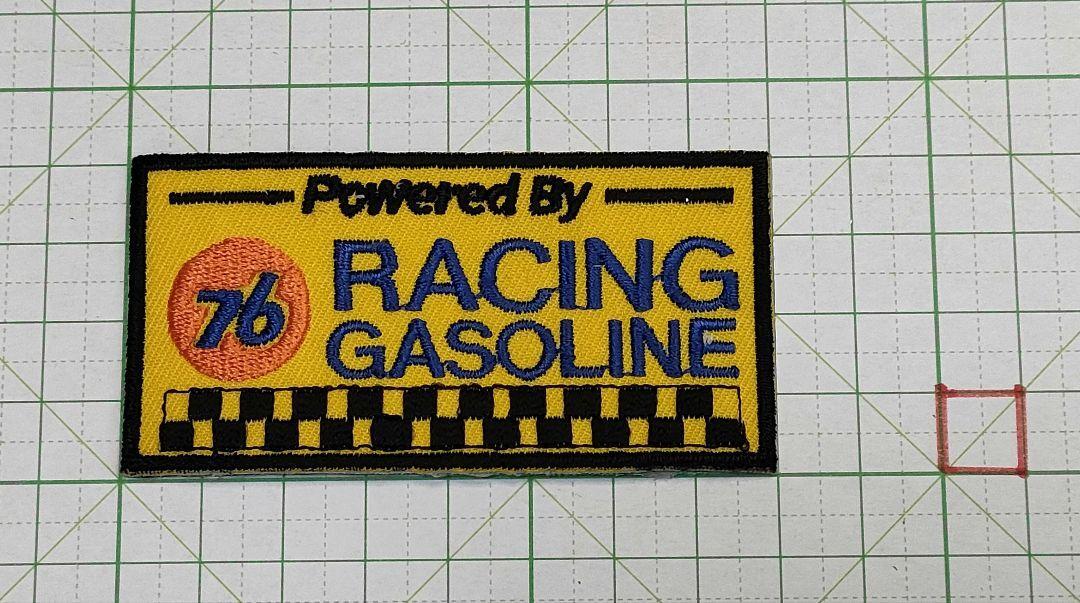 Powered By
76
RACING
GASOLINE